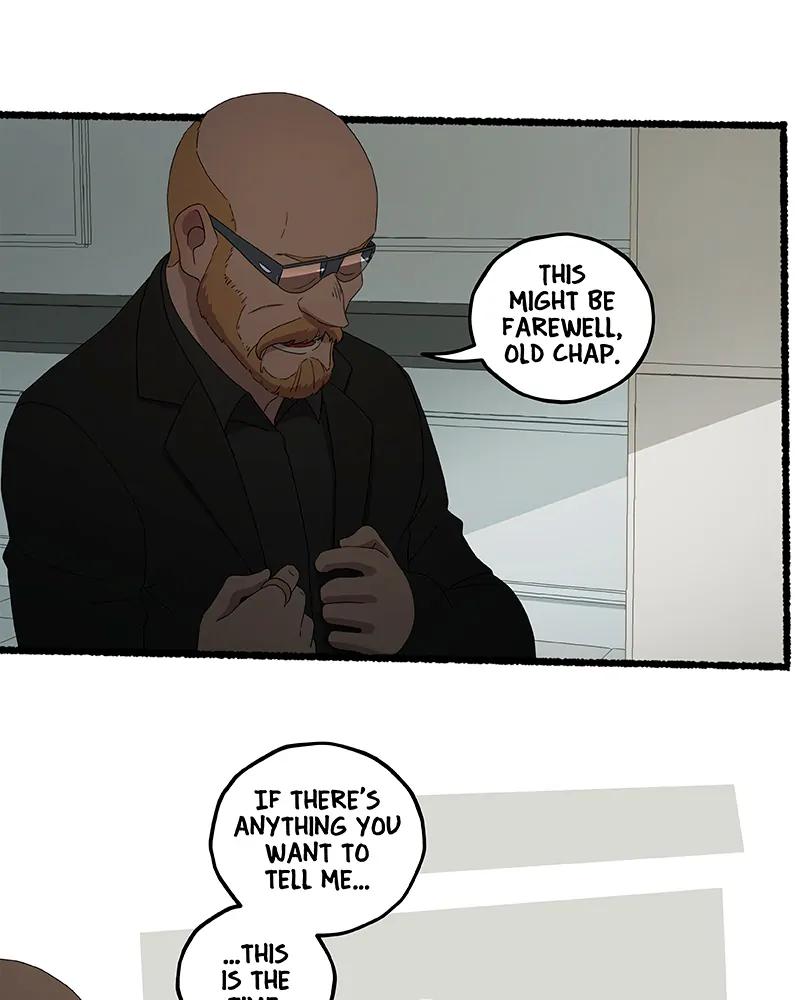 THIS
MIGHT BE
FAREWELL,
OLD CHAP.
IF THERE'S
ANYTHING YOU
WANT TO
TELL ME...
...THIS
IS THE